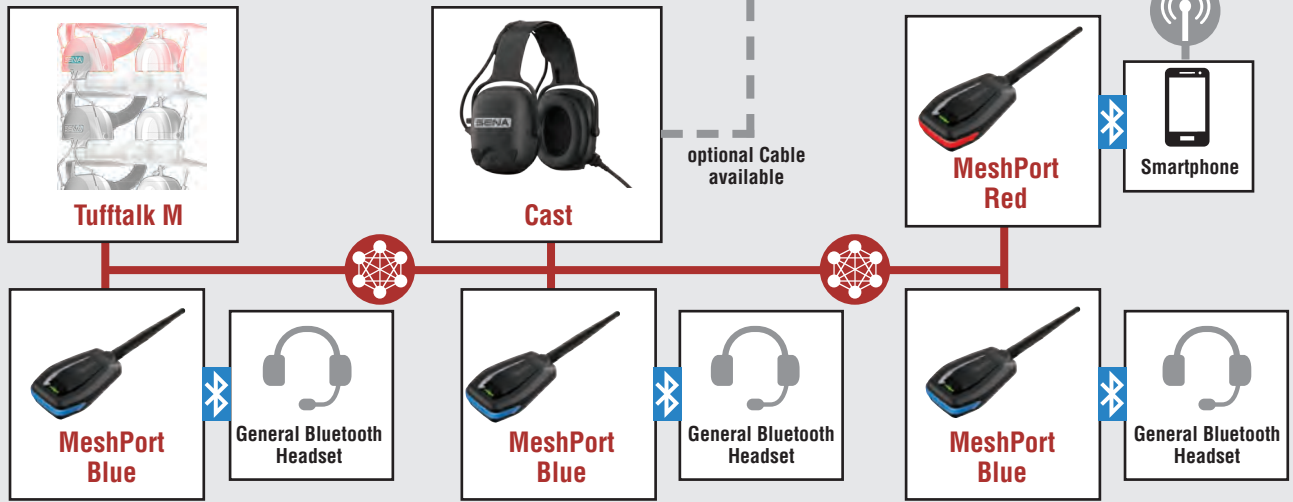 SENA
Tufftalk M
SENA
Cast
optional Cable
available
MeshPort
Red
Smartphone
MeshPort
Blue
General Bluetooth
Headset
MeshPort
Blue
General Bluetooth
Headset
MeshPort
Blue
General Bluetooth
Headset